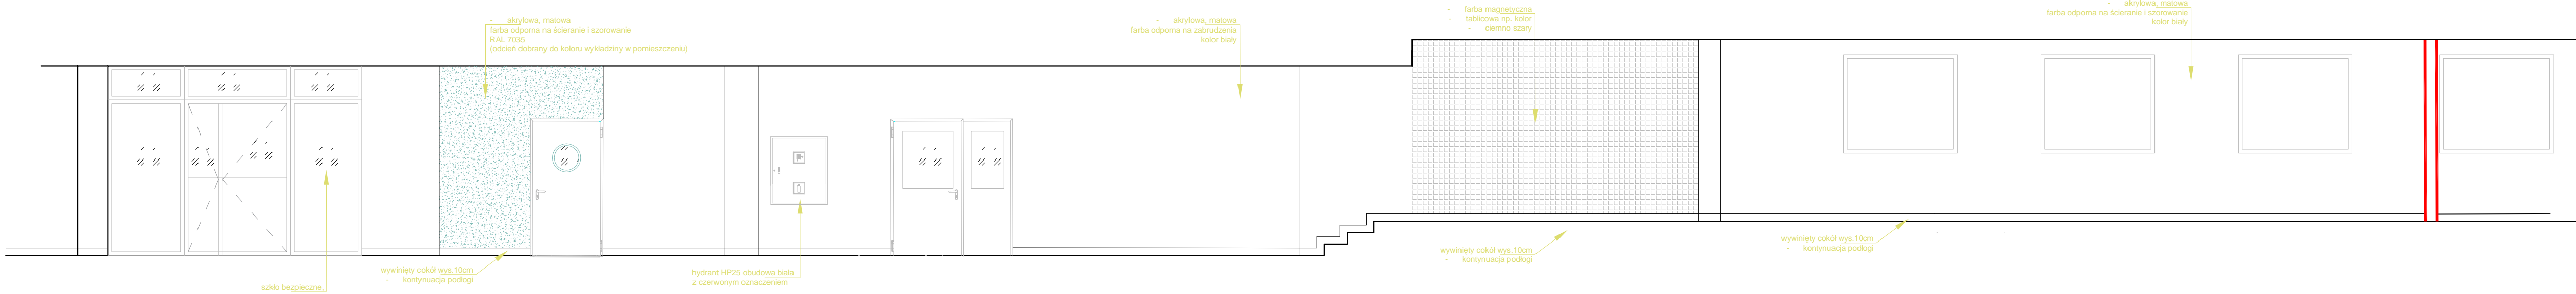 - akrylowa, matowa
farba odporna na ścieranie i szorowanie
RAL 7035
(odcień dobrany do koloru wykładziny w pomieszczeniu)
- akrylowa, matowa
farba odporna na zabrudzenia
kolor biały
- farba magnetyczna
- tablicowa np. kolor
- ciemno szary
- akrylowa, matowa
farba odporna na ścieranie i szorowanie
kolor biały
szkło bezpieczne,
wywinięty cokół wys.10cm
- kontynuacja podłogi
hydrant HP25 obudowa biała
z czerwonym oznaczeniem
wywinięty cokół wys.10cm
- kontynuacja podłogi
wywinięty cokół wys.10cm
- kontynuacja podłogi